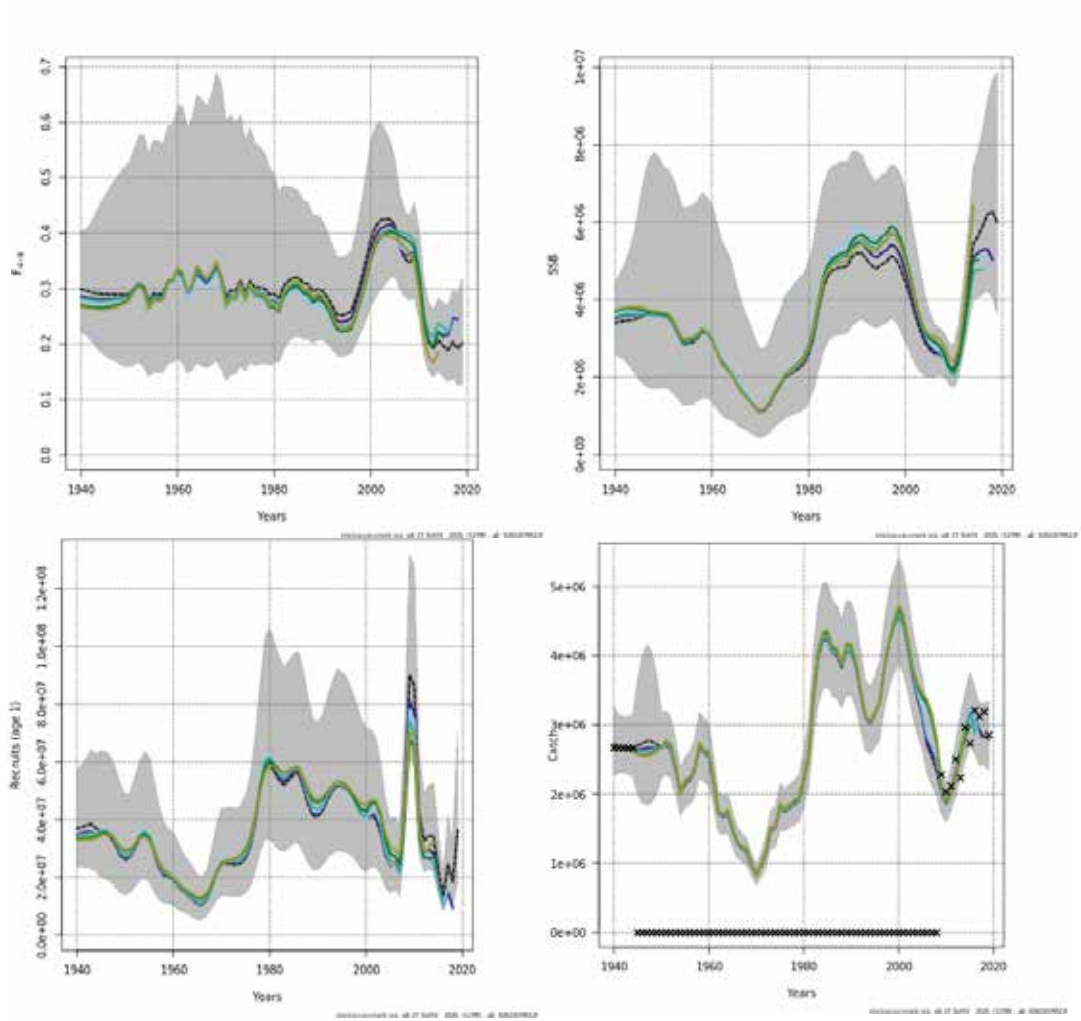 0.0 0.1 0.2 0.3 0.4 0.5 0.6 0.7
F4-8
1940 1960 1980 2000 2020
Years
0e+00 2e+06 4e+06 6e+06 8e+06 1e+07
SSB
1940 1960 1980 2000 2020
Years
0.0e+00 2.0e+07 4.0e+07 6.0e+07 8.0e+07 1.0e+08 1.2e+08
Recruits (age 1)
1940 1960 1980 2000 2020
Years
0e+00 1e+06 2e+06 3e+06 4e+06 5e+06
Catch
1940 1960 1980 2000 2020
Years